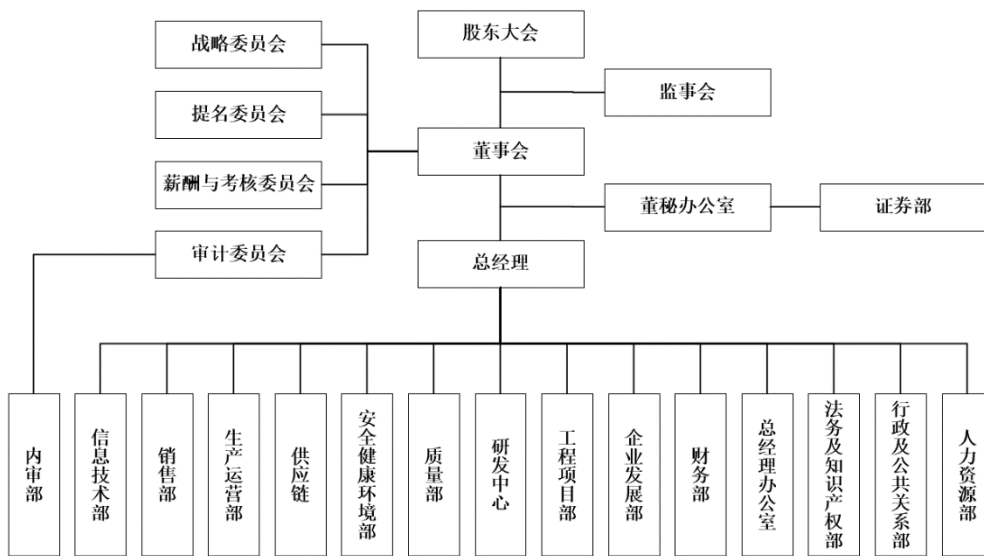 股东大会
战略委员会
监事会
提名委员会
董事会
薪酬与考核委员会
董秘办公室
证券部
审计委员会
总经理
内审部
信息技术部
销售部
生产运营部
供应链
安全健康环境部
质量部
研发中心
工程项目部
企业发展部
财务部
总经理办公室
法务及知识产权部
行政及公共关系部
人力资源部